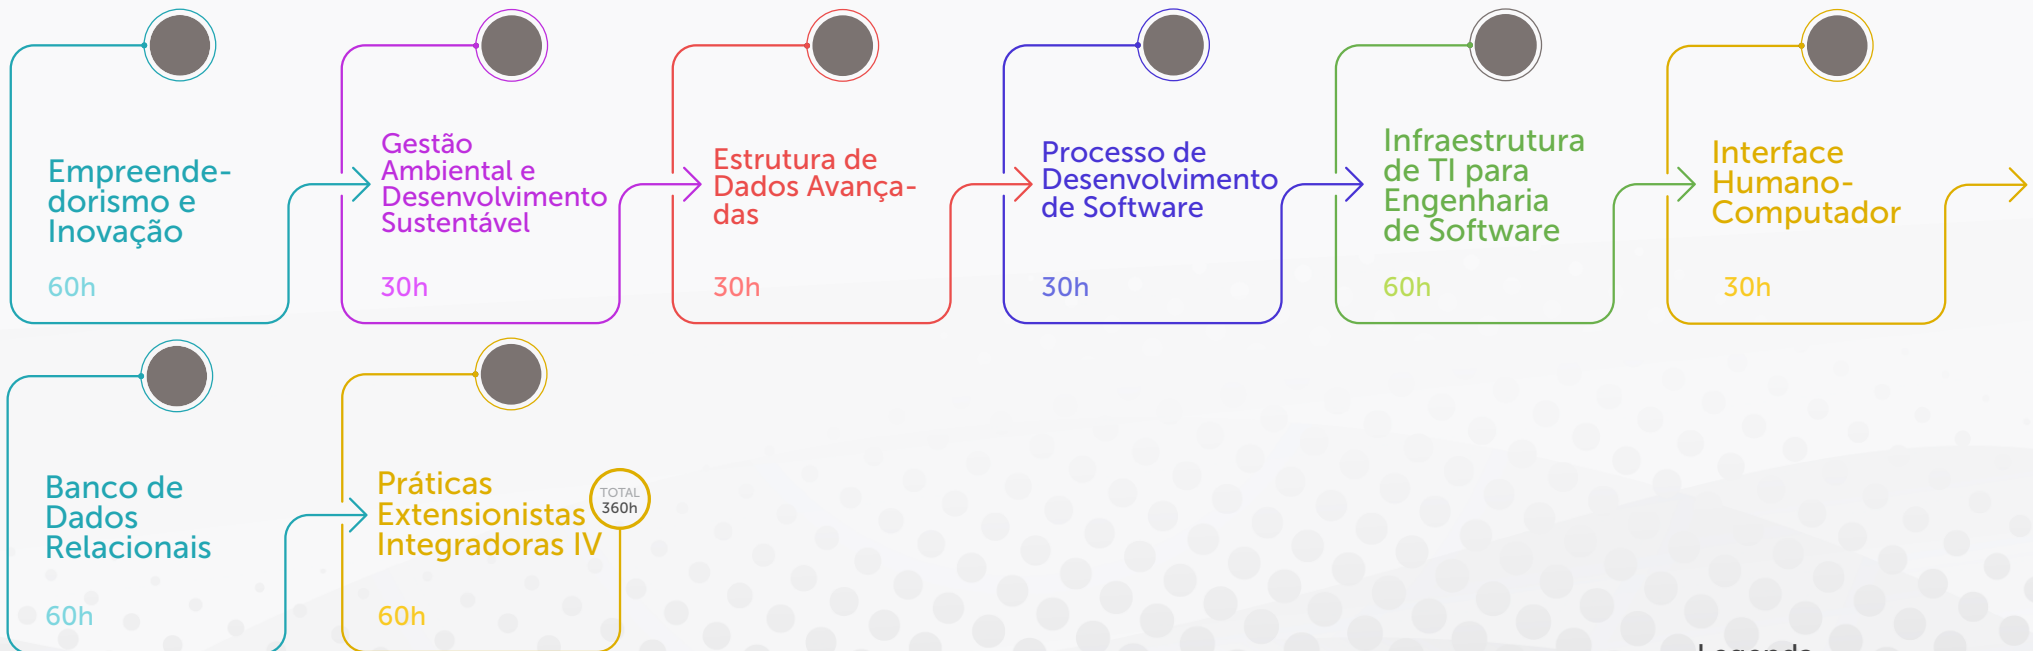 Empreende-
dorismo e
Inovação
60h
Gestão
Ambiental e
Desenvolvimento
Sustentável
30h
Estrutura de
Dados Avança-
das
30h
Processo de
Desenvolvimento
de Software
30h
Infraestrutura
de TI para
Engenharia
de Software
60h
Interface
Humano-
Computador
30h
Banco de
Dados
Relacionais
60h
Práticas
Extensionistas
Integradoras IV
60h
TOTAL
360h